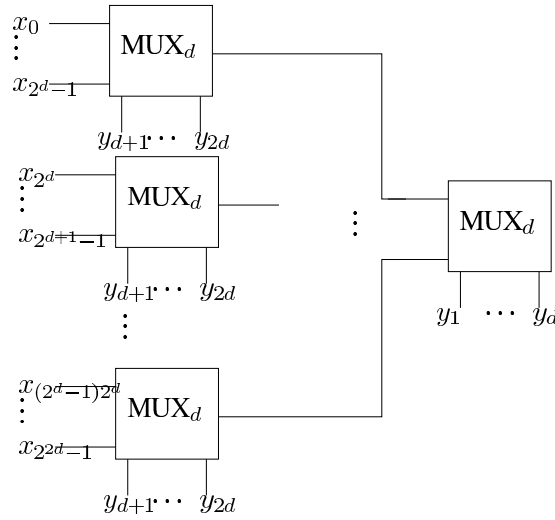 x_0
⋮
x_{2^d-1}
MUX_d
y_{d+1} ⋯ y_{2d}
x_{2^d}
⋮
x_{2^{d+1}-1}
MUX_d
y_{d+1} ⋯ y_{2d}
⋮
⋮
MUX_d
y_1 ⋯ y_d
x_{(2^d-1)2^d}
⋮
x_{2^{2d}-1}
MUX_d
y_{d+1} ⋯ y_{2d}